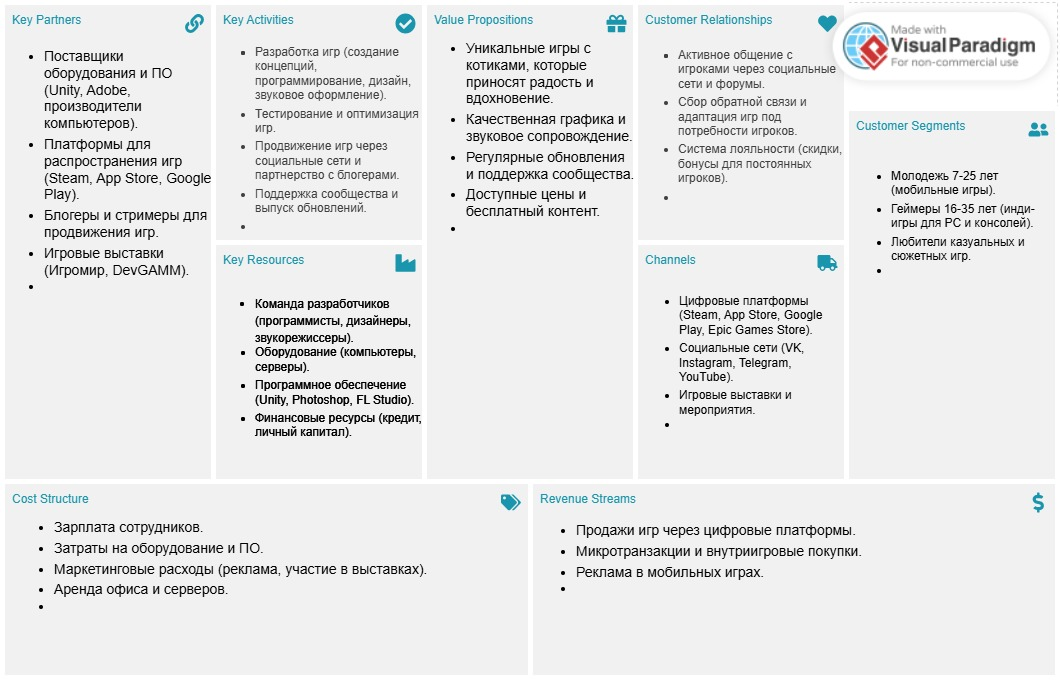 Key Partners
Поставщики
оборудования и ПО
(Unity, Adobe,
производители
компьютеров).
Платформы для
распространения игр
(Steam, App Store, Google
Play).
Блогеры и стримеры для
продвижения игр.
Игровые выставки
(Игромир, DevGAMM).
Key Activities
Разработка игр (создание
концепций,
программирование, дизайн,
звуковое оформление).
Тестирование и оптимизация
игр.
Продвижение игр через
социальные сети и
партнерство с блогерами.
Поддержка сообщества и
выпуск обновлений.
Key Resources
Команда разработчиков
(программисты, дизайнеры,
звукорежиссеры).
Оборудование (компьютеры,
серверы).
Программное обеспечение
(Unity, Photoshop, FL Studio).
Финансовые ресурсы (кредит,
личный капитал).
Value Propositions
Уникальные игры с
котиками, которые
приносят радость и
вдохновение.
Качественная графика и
звуковое сопровождение.
Регулярные обновления
и поддержка сообщества.
Доступные цены и
бесплатный контент.
Customer Relationships
Активное общение с
игроками через социальные
сети и форумы.
Сбор обратной связи и
адаптация игр под
потребности игроков.
Система лояльности (скидки,
бонусы для постоянных
игроков).
Channels
Цифровые платформы
(Steam, App Store, Google
Play, Epic Games Store).
Социальные сети (VK,
Instagram, Telegram,
YouTube).
Игровые выставки и
мероприятия.
Made with
VisualParadigm
For non-commercial use
Customer Segments
Молодежь 7-25 лет
(мобильные игры).
Геймеры 16-35 лет (инди-
игры для PC и консолей).
Любители казуальных и
сюжетных игр.
Cost Structure
Зарплата сотрудников.
Затраты на оборудование и ПО.
Маркетинговые расходы (реклама, участие в выставках).
Аренда офиса и серверов.
Revenue Streams
Продажи игр через цифровые платформы.
Микротранзакции и внутриигровые покупки.
Реклама в мобильных играх.